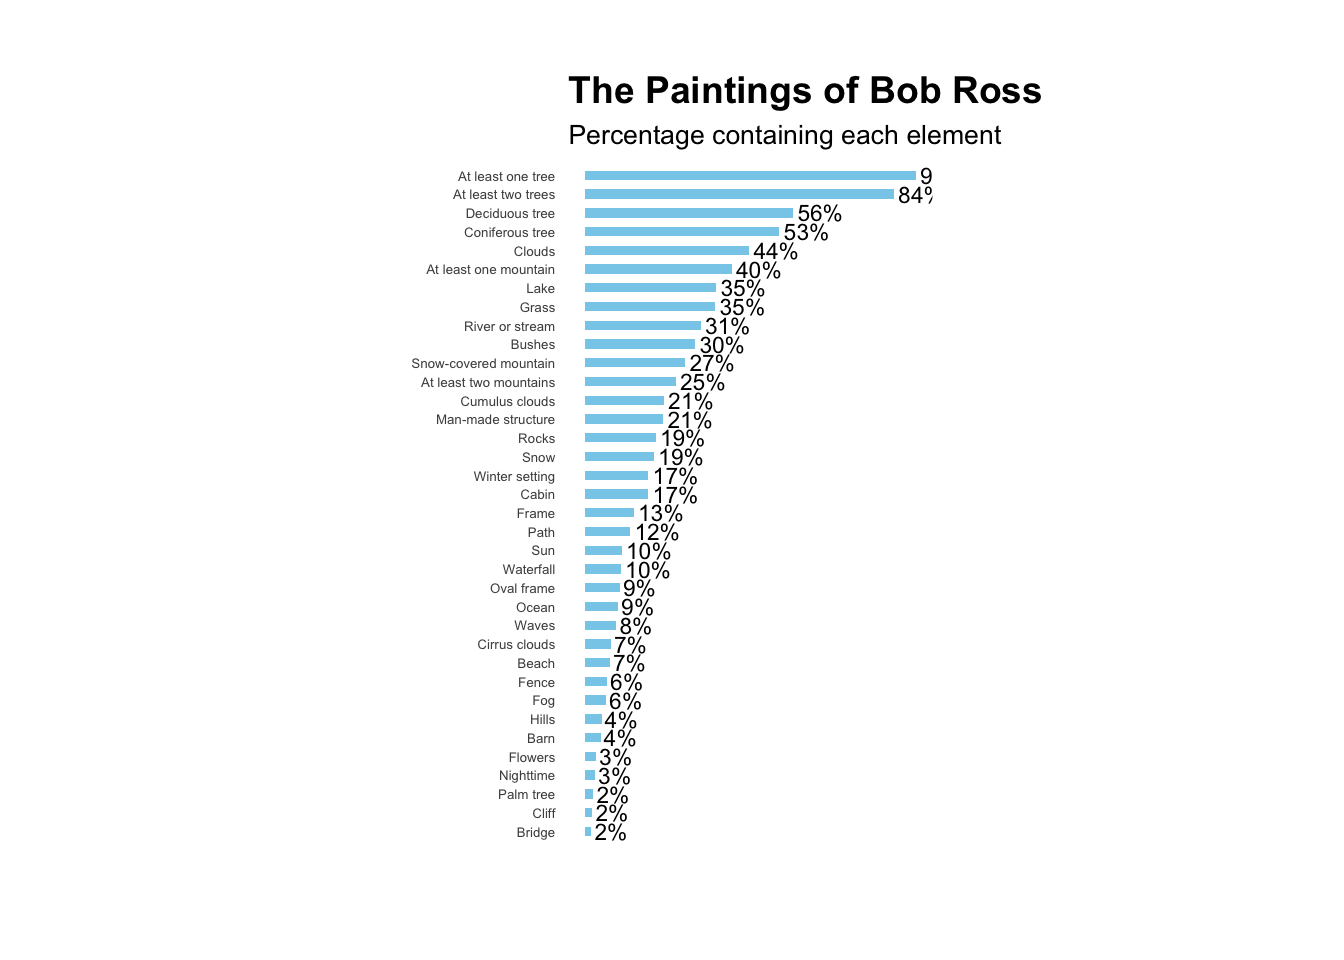 The Paintings of Bob Ross
Percentage containing each element
At least one tree 9
At least two trees 84%
Deciduous tree 56%
Coniferous tree 53%
Clouds 44%
At least one mountain 40%
Lake 35%
Grass 35%
River or stream 31%
Bushes 30%
Snow-covered mountain 27%
At least two mountains 25%
Cumulus clouds 21%
Man-made structure 21%
Rocks 19%
Snow 19%
Winter setting 17%
Cabin 17%
Frame 13%
Path 12%
Sun 10%
Waterfall 10%
Oval frame 9%
Ocean 9%
Waves 8%
Cirrus clouds 7%
Beach 7%
Fence 6%
Fog 6%
Hills 4%
Barn 4%
Flowers 3%
Nighttime 3%
Palm tree 2%
Cliff 2%
Bridge 2%